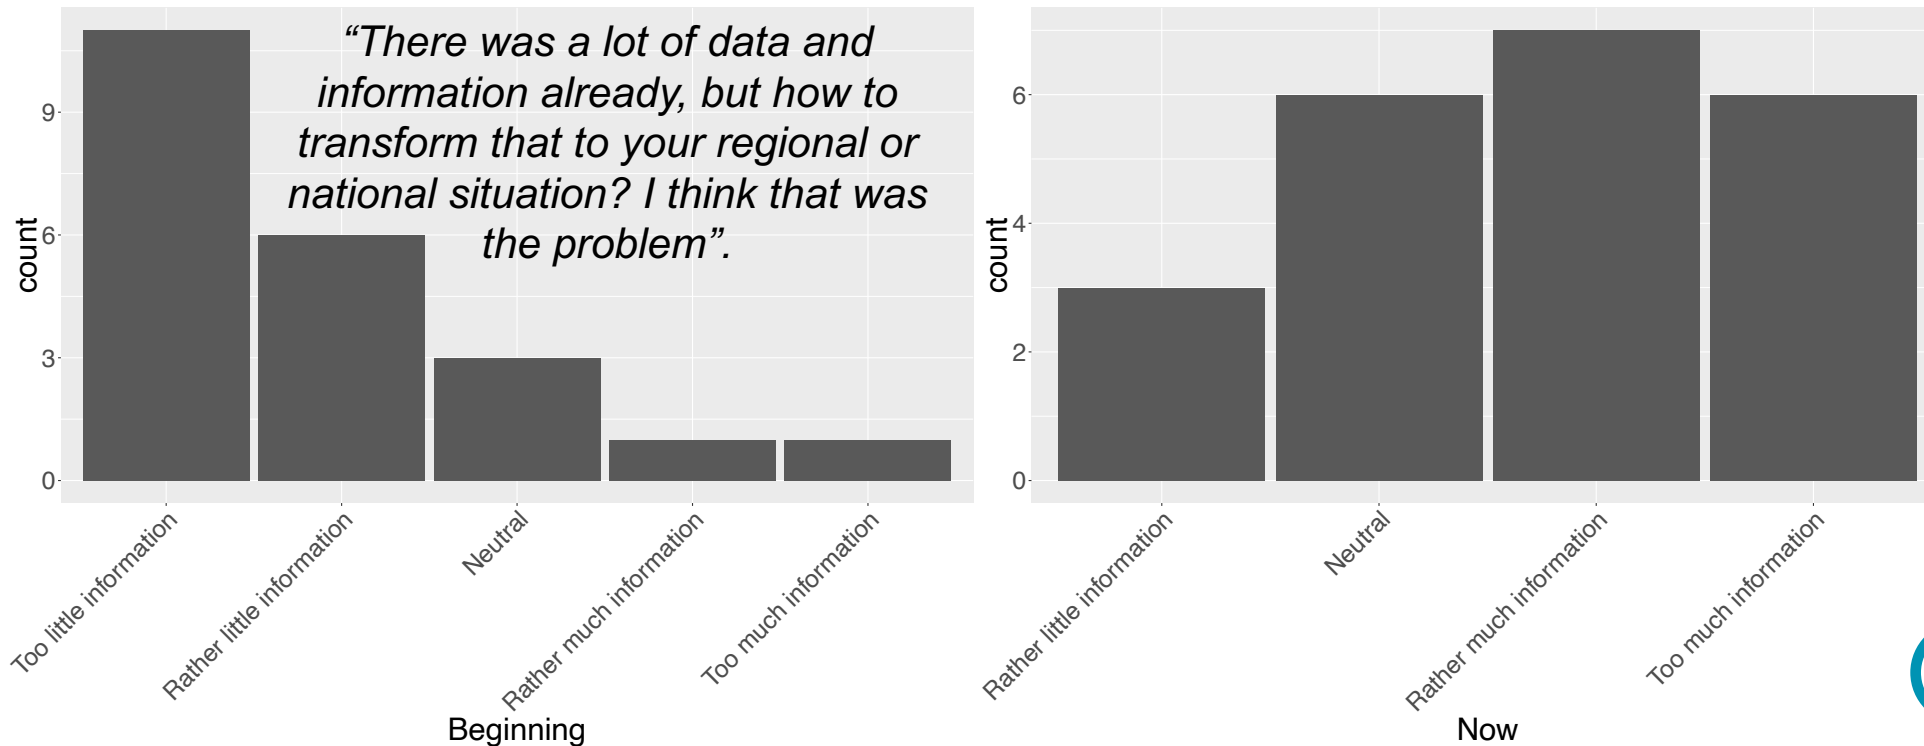 “There was a lot of data and
information already, but how to
transform that to your regional or
national situation? I think that was
the problem”.
count
9
6
3
0
Too little information
Rather little information
Neutral
Rather much information
Too much information
Beginning
count
6
4
2
0
Rather little information
Neutral
Rather much information
Too much information
Now